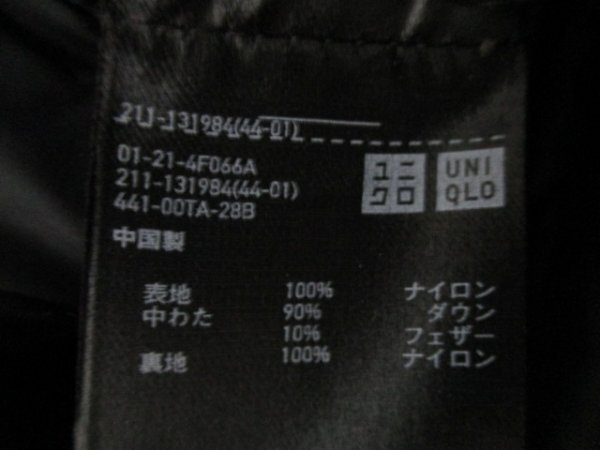 211-131984(44-01)
01-21-4F066A
211-131984(44-01)
441-00TA-28B
ユニクロ
UNIQLO
中国製
表地 100% ナイロン
中わた 90% ダウン
10% フェザー
裏地 100% ナイロン